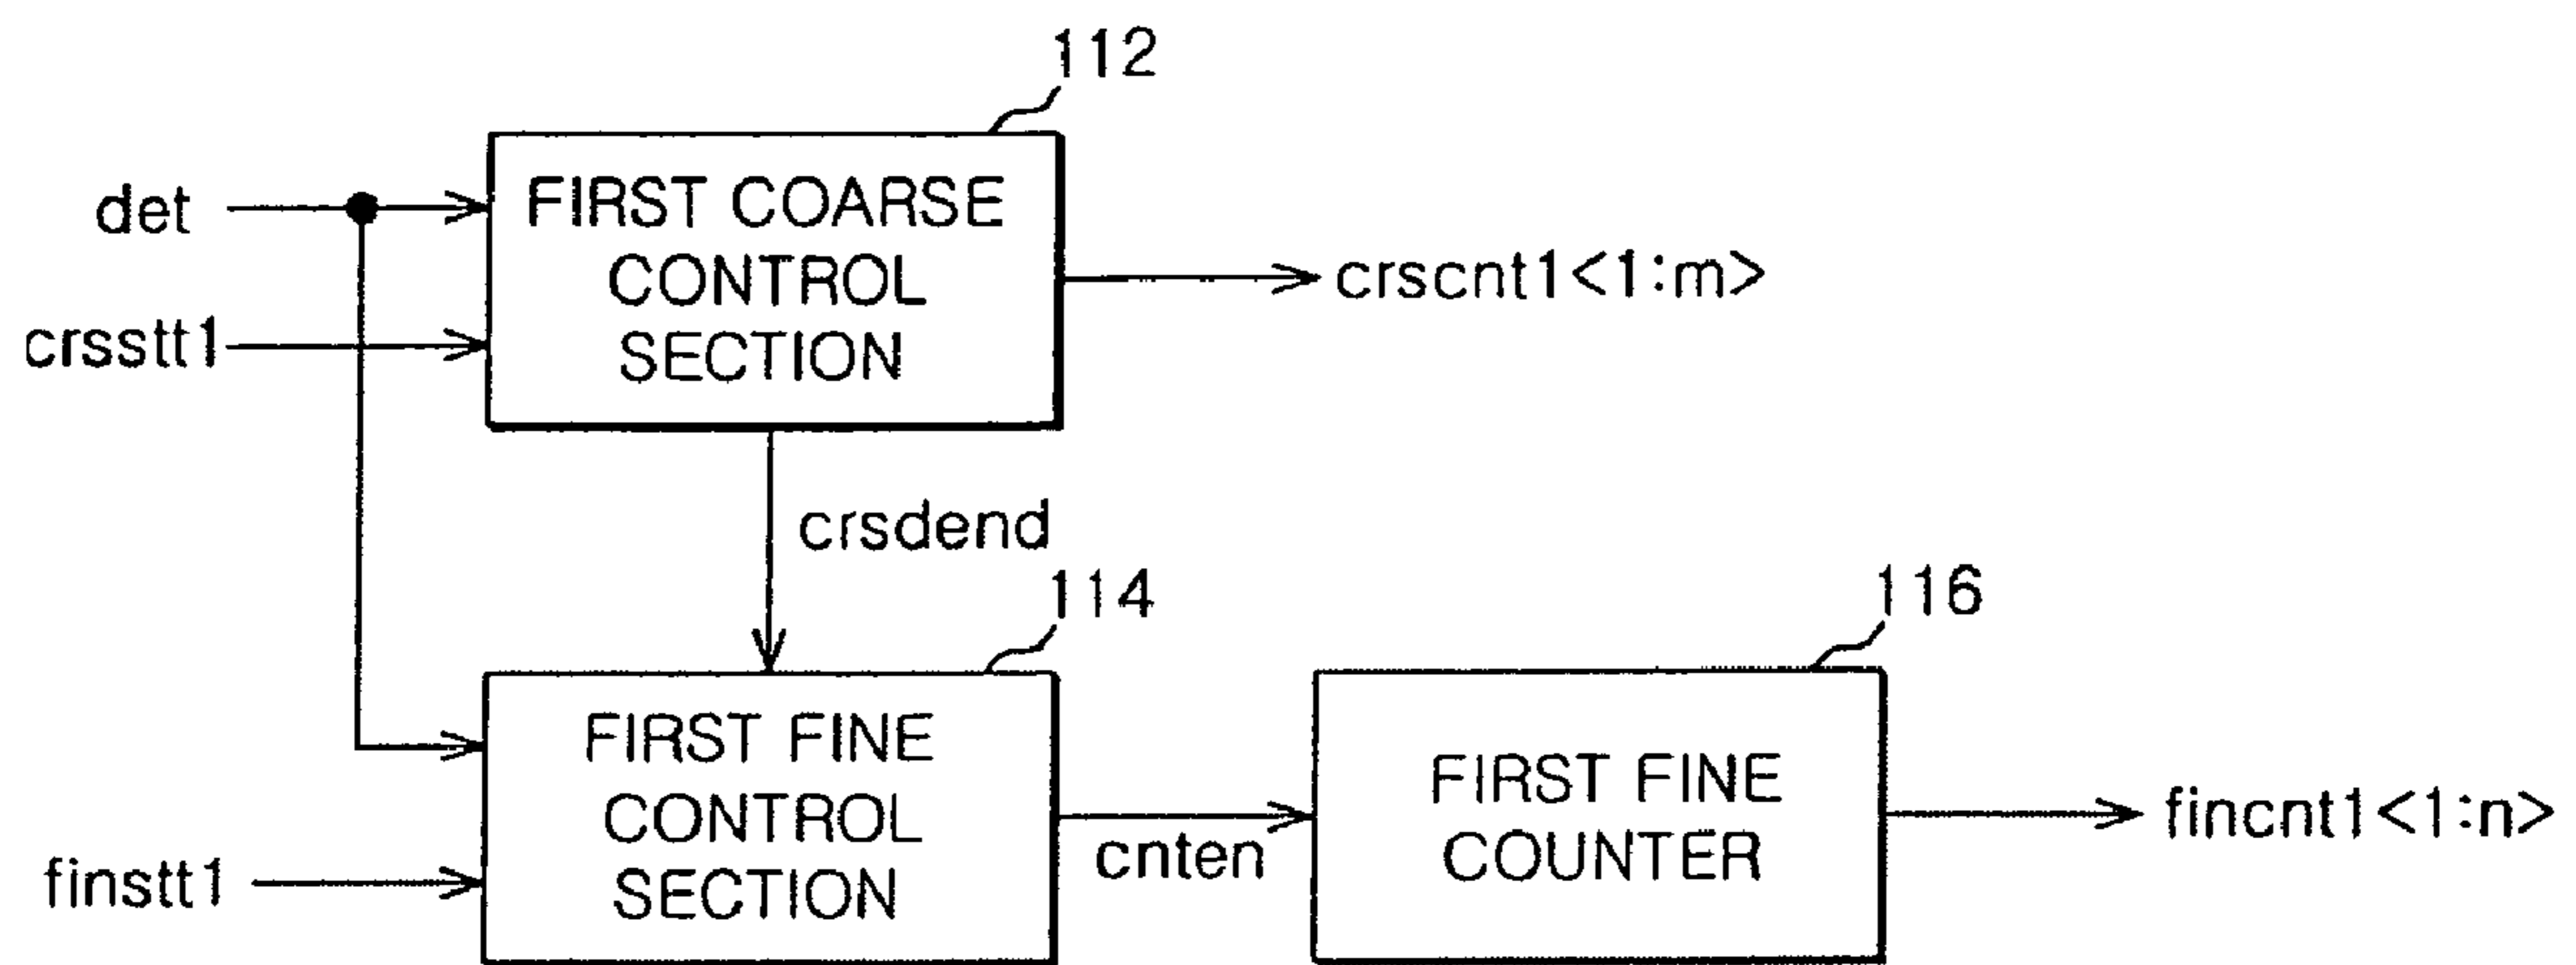 112
det
FIRST COARSE
CONTROL
SECTION
crsstt1
crscnt1<1:m>
crsdend
114
116
FIRST FINE
CONTROL
SECTION
finstt1
cnten
FIRST FINE
COUNTER
fincnt1<1:n>